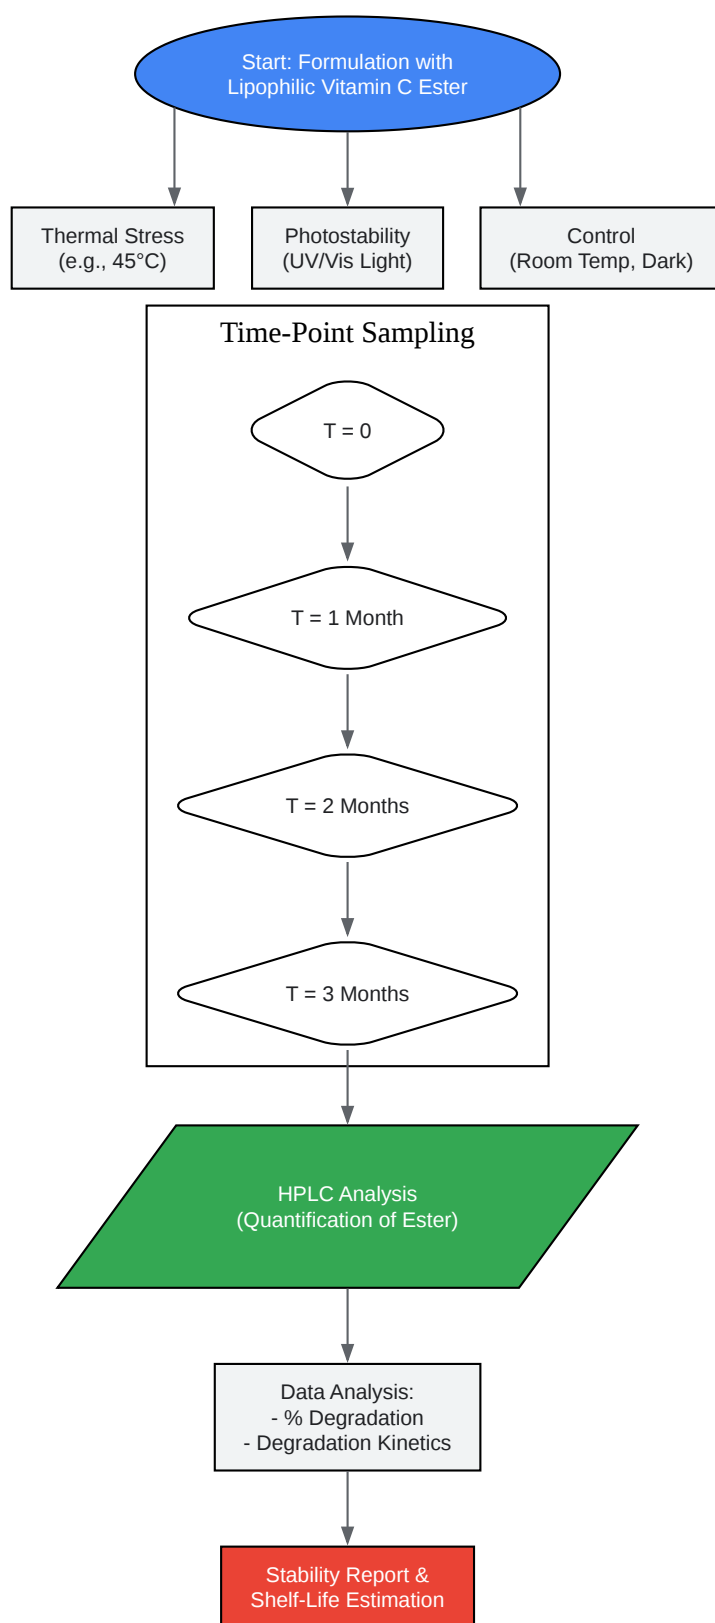 Start: Formulation with
Lipophilic Vitamin C Ester
Thermal Stress
(e.g., 45°C)
Photostability
(UV/Vis Light)
Control
(Room Temp, Dark)
Time-Point Sampling
T = 0
T = 1 Month
T = 2 Months
T = 3 Months
HPLC Analysis
(Quantification of Ester)
Data Analysis:
- % Degradation
- Degradation Kinetics
Stability Report &
Shelf-Life Estimation